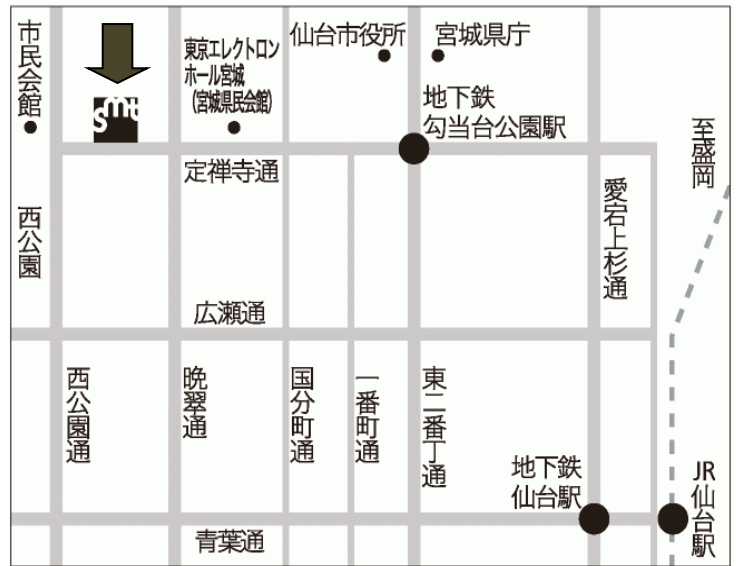 市民会館
smt
東京エレクトロン
ホール宮城
(宮城県民会館)
仙台市役所
宮城県庁
地下鉄
勾当台公園駅
至盛岡
定禅寺通
西公園
愛宕上杉通
広瀬通
西公園通
晩翠通
国分町通
一番町通
東二番丁通
地下鉄
仙台駅
JR仙台駅
青葉通